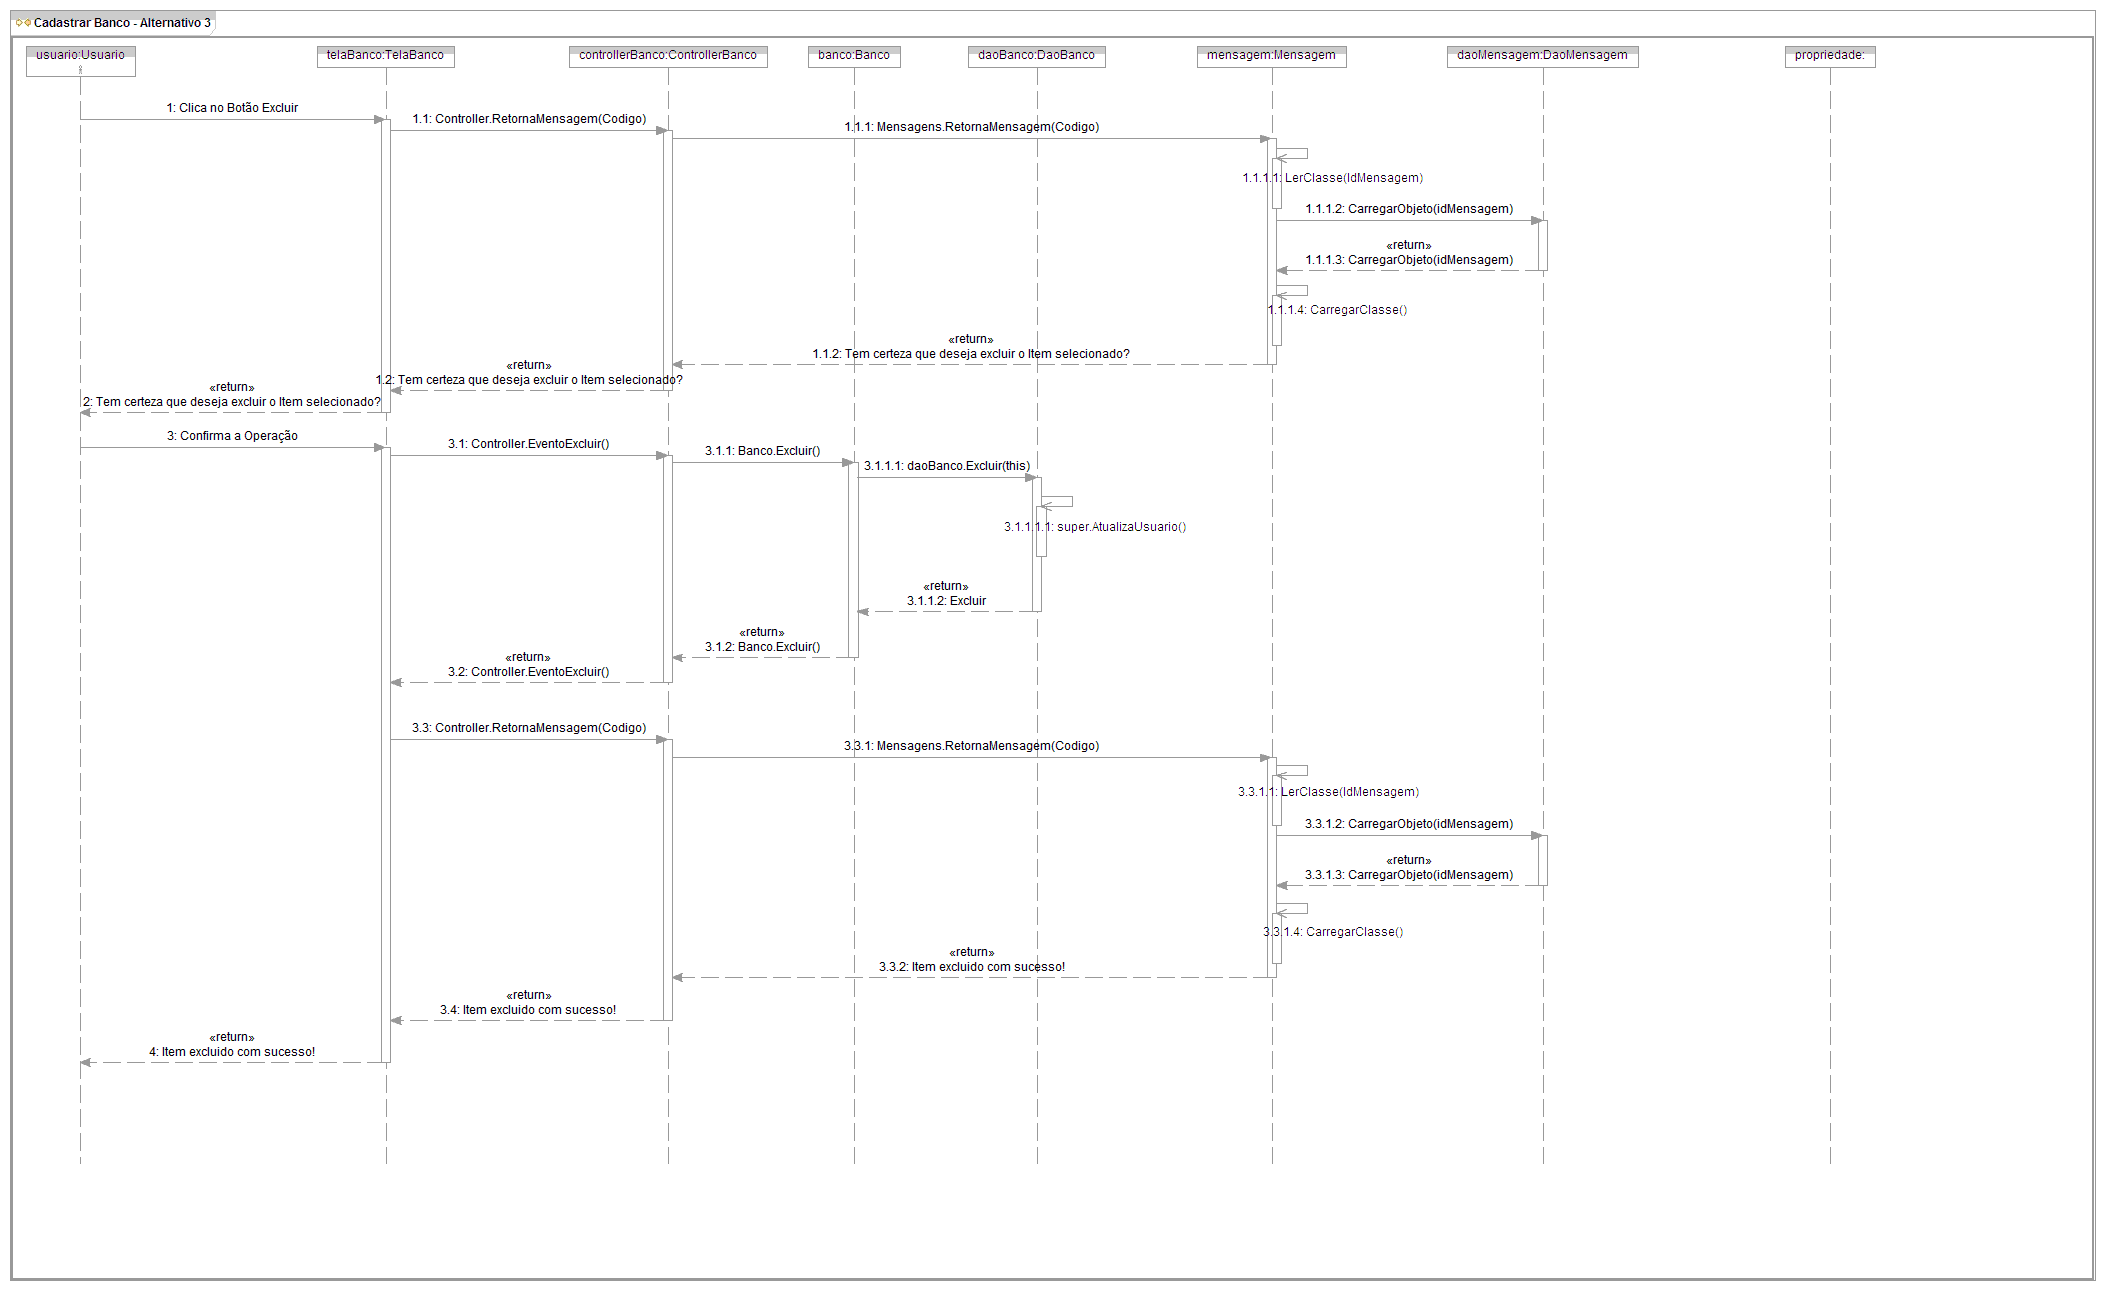 Cadastrar Banco - Alternativo 3
usuario:Usuario
telaBanco:TelaBanco
controllerBanco:ControllerBanco
banco:Banco
daoBanco:DaoBanco
mensagem:Mensagem
daoMensagem:DaoMensagem
propriedade:
1: Clica no Botão Excluir
1.1: Controller.RetornaMensagem(Codigo)
1.1.1: Mensagens.RetornaMensagem(Codigo)
1.1.1.1: LerClasse(IdMensagem)
1.1.1.2: CarregarObjeto(idMensagem)
«return»
1.1.1.3: CarregarObjeto(idMensagem)
1.1.1.4: CarregarClasse()
«return»
1.1.2: Tem certeza que deseja excluir o Item selecionado?
«return»
1.2: Tem certeza que deseja excluir o Item selecionado?
«return»
2: Tem certeza que deseja excluir o Item selecionado?
3: Confirma a Operação
3.1: Controller.EventoExcluir()
3.1.1: Banco.Excluir()
3.1.1.1: daoBanco.Excluir(this)
3.1.1.1.1: super.AtualizaUsuario()
«return»
3.1.1.2: Excluir
«return»
3.1.2: Banco.Excluir()
«return»
3.2: Controller.EventoExcluir()
3.3: Controller.RetornaMensagem(Codigo)
3.3.1: Mensagens.RetornaMensagem(Codigo)
3.3.1.1: LerClasse(IdMensagem)
3.3.1.2: CarregarObjeto(idMensagem)
«return»
3.3.1.3: CarregarObjeto(idMensagem)
3.3.1.4: CarregarClasse()
«return»
3.3.2: Item excluido com sucesso!
«return»
3.4: Item excluido com sucesso!
«return»
4: Item excluido com sucesso!